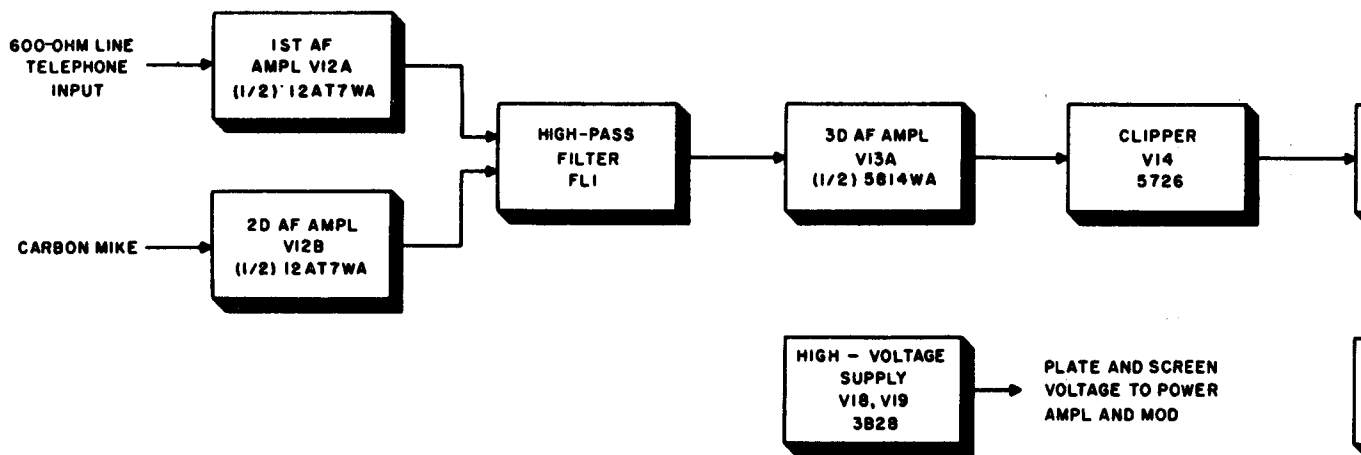 600-OHM LINE
TELEPHONE
INPUT
1ST AF
AMPL V12A
(1/2) 12AT7WA
CARBON MIKE
2D AF AMPL
V12B
(1/2) 12AT7WA
HIGH-PASS
FILTER
FL1
3D AF AMPL
V13A
(1/2) 5814WA
CLIPPER
V14
5726
HIGH - VOLTAGE
SUPPLY
V18, V19
3B28
PLATE AND SCREEN
VOLTAGE TO POWER
AMPL AND MOD